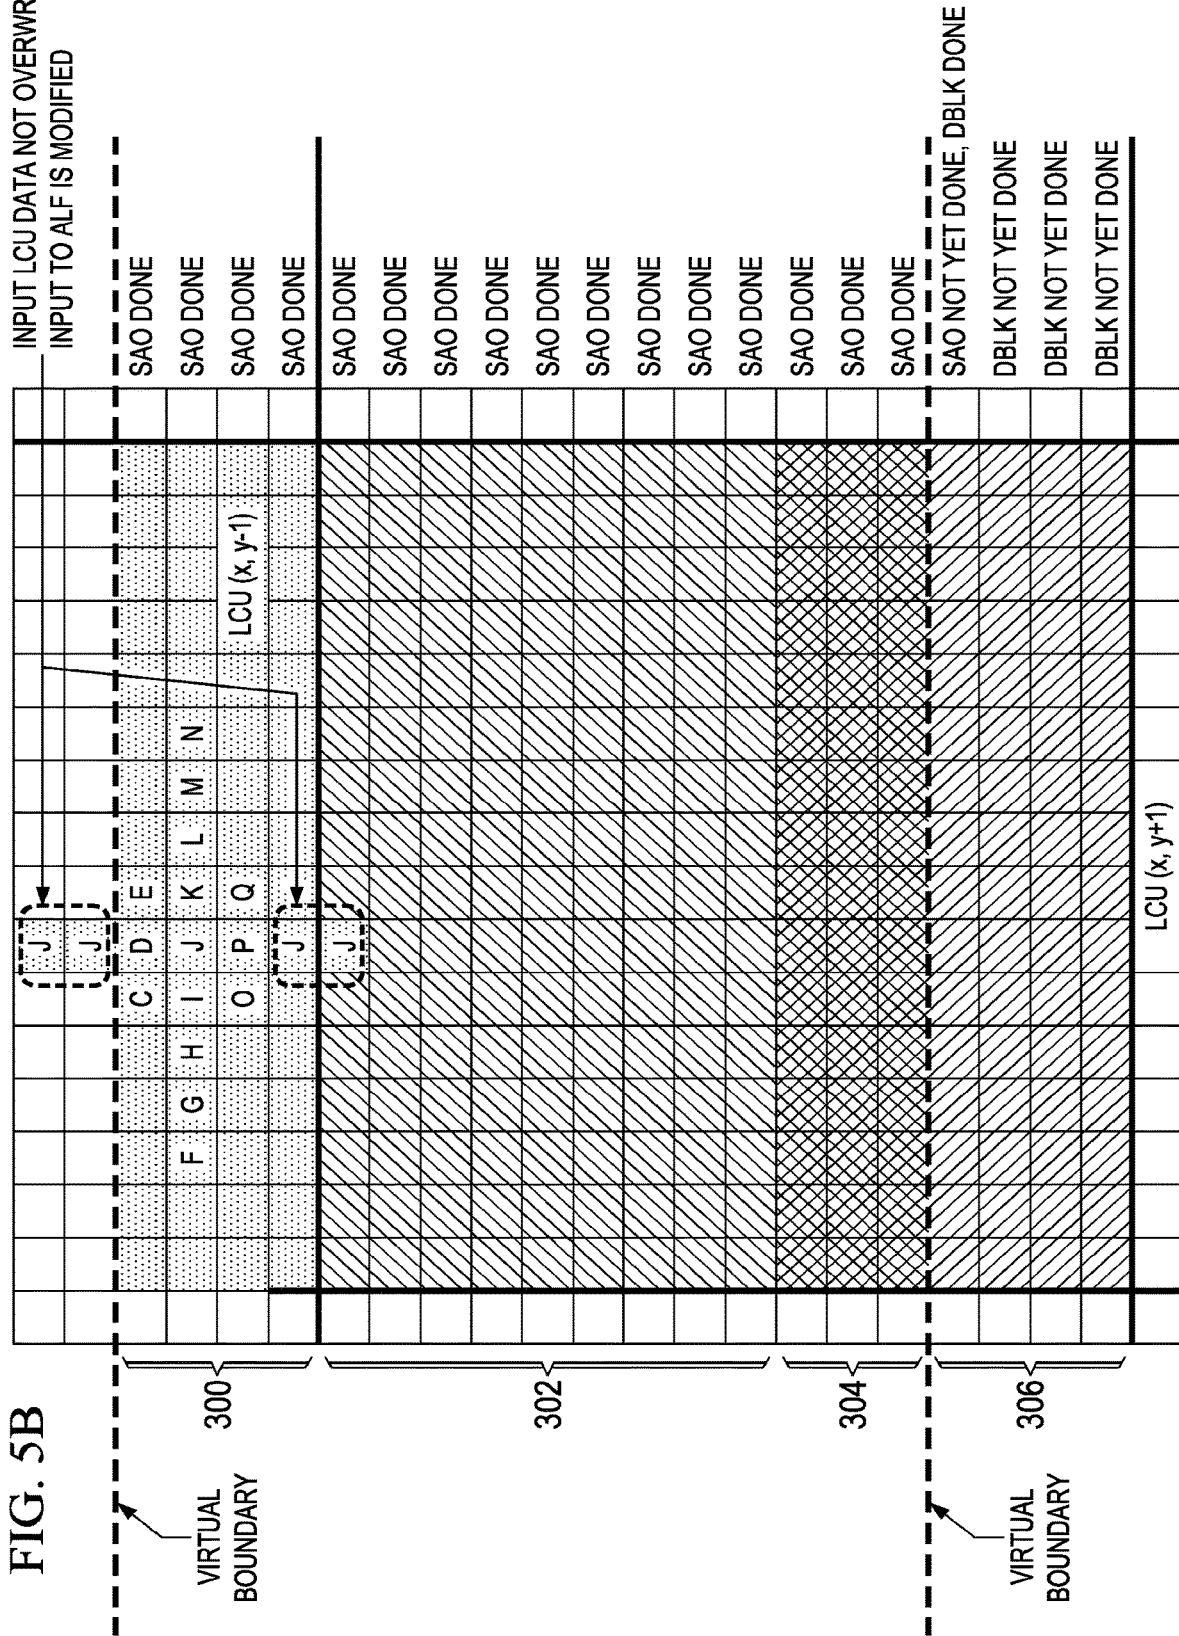 FIG. 5B
INPUT LCU DATA NOT OVERWR
INPUT TO ALF IS MODIFIED
J
J
VIRTUAL
BOUNDARY
300
C D E
SAO DONE
F G H I J K L M N
SAO DONE
O P Q
LCU (x, y-1)
SAO DONE
J
SAO DONE
J
SAO DONE
302
SAO DONE
SAO DONE
SAO DONE
SAO DONE
SAO DONE
SAO DONE
SAO DONE
SAO DONE
304
SAO DONE
SAO DONE
SAO DONE
VIRTUAL
BOUNDARY
306
SAO NOT YET DONE, DBLK DONE
DBLK NOT YET DONE
DBLK NOT YET DONE
DBLK NOT YET DONE
LCU (x, y+1)